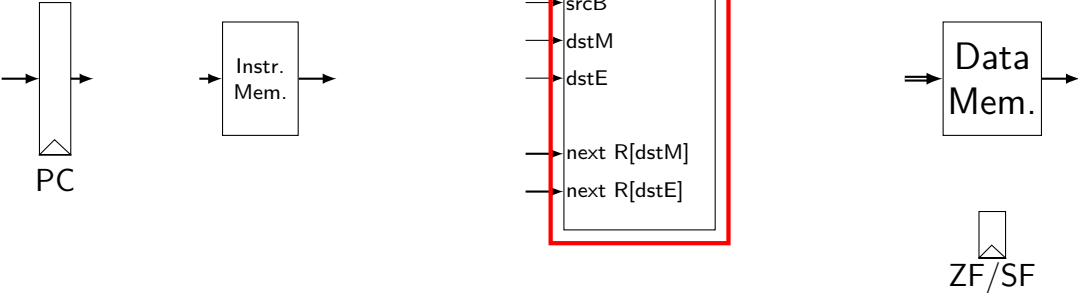 srcB
dstM
dstE
next R[dstM]
next R[dstE]
PC
Instr.
Mem.
Data
Mem.
ZF/SF